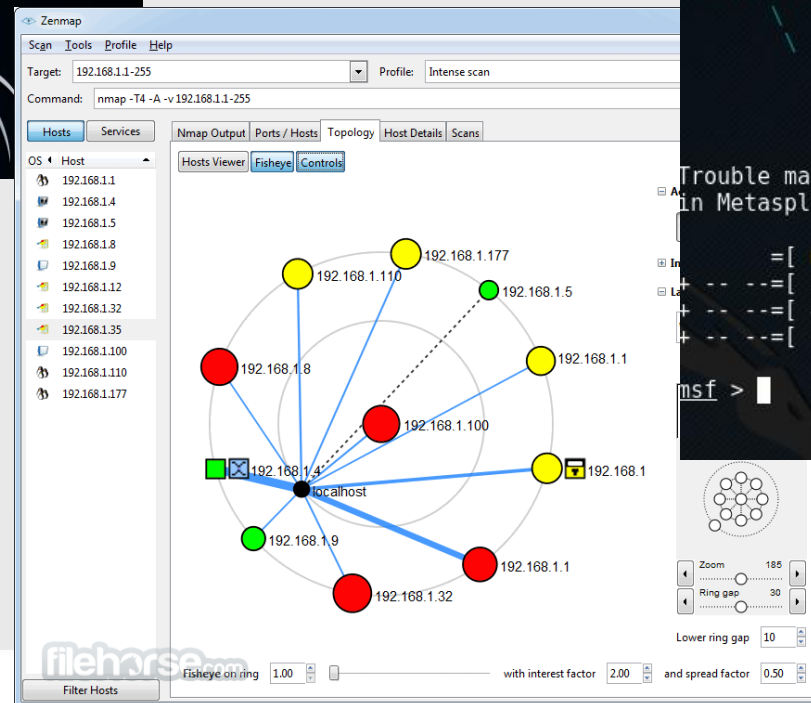 Zenmap
Scan Tools Profile Help
Target: 192.168.1.1-255 Profile: Intense scan
Command: nmap -T4 -A -v 192.168.1.1-255
Hosts Services
Nmap Output Ports / Hosts Topology Host Details Scans
OS Host
Hosts Viewer Fisheye Controls
192.168.1.1
192.168.1.4
192.168.1.5
192.168.1.8
192.168.1.9
192.168.1.12
192.168.1.32
192.168.1.35
192.168.1.100
192.168.1.110
192.168.1.177
192.168.1.177
192.168.1.110
192.168.1.5
192.168.1.1
192.168.1.8
192.168.1.100
192.168.1.4
192.168.1
localhost
192.168.1.9
192.168.1.1
192.168.1.32
In
La
Trouble ma
in Metaspl
=[
+ -- --=[
+ -- --=[
+ -- --=[
msf >
Zoom 185
Ring gap 30
Lower ring gap 10
Fisheye on ring 1.00 with interest factor 2.00 and spread factor 0.50
filehorse.com
Filter Hosts